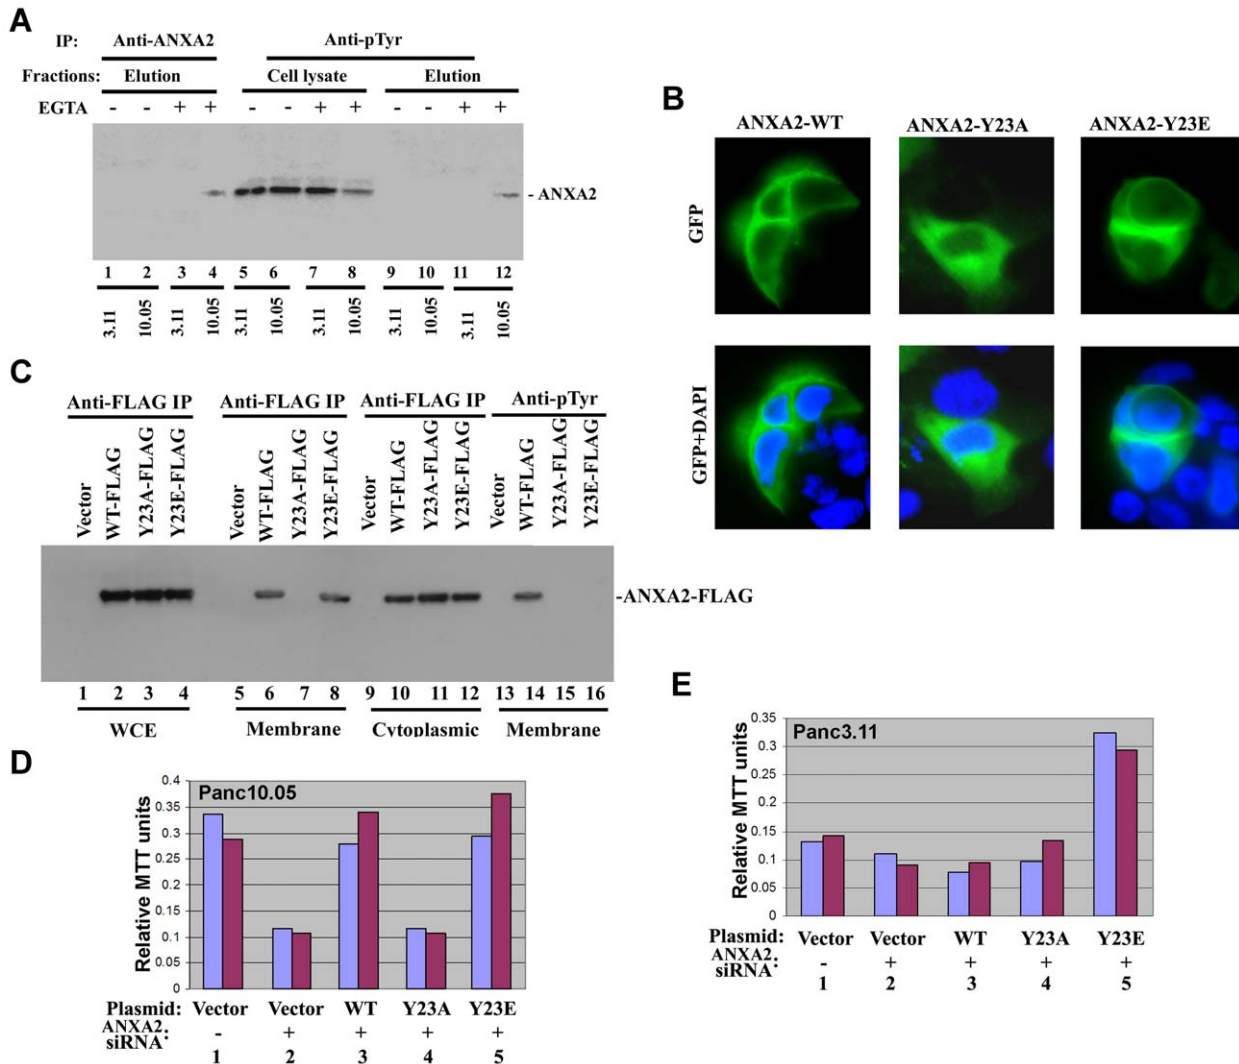 A
IP: Anti-ANXA2 Anti-pTyr
Fractions: Elution Cell lysate Elution
EGTA - - + + - - + + - - + +
- ANXA2
1 2 3 4 5 6 7 8 9 10 11 12
3.11 10.05 3.11 10.05 3.11 10.05 3.11 10.05 3.11 10.05 3.11 10.05
B
ANXA2-WT ANXA2-Y23A ANXA2-Y23E
GFP
GFP+DAPI
C
Anti-FLAG IP Anti-FLAG IP Anti-FLAG IP Anti-pTyr
Vector WT-FLAG Y23A-FLAG Y23E-FLAG Vector WT-FLAG Y23A-FLAG Y23E-FLAG Vector WT-FLAG Y23A-FLAG Y23E-FLAG Vector WT-FLAG Y23A-FLAG Y23E-FLAG
-ANXA2-FLAG
1 2 3 4 5 6 7 8 9 10 11 12 13 14 15 16
WCE Membrane Cytoplasmic Membrane
D
Panc10.05
Relative MTT units
0.4
0.35
0.3
0.25
0.2
0.15
0.1
0.05
0
Plasmid: Vector Vector WT Y23A Y23E
ANXA2 siRNA: - + + + +
1 2 3 4 5
E
Panc3.11
Relative MTT units
0.35
0.3
0.25
0.2
0.15
0.1
0.05
0
Plasmid: Vector Vector WT Y23A Y23E
ANXA2 siRNA: - + + + +
1 2 3 4 5